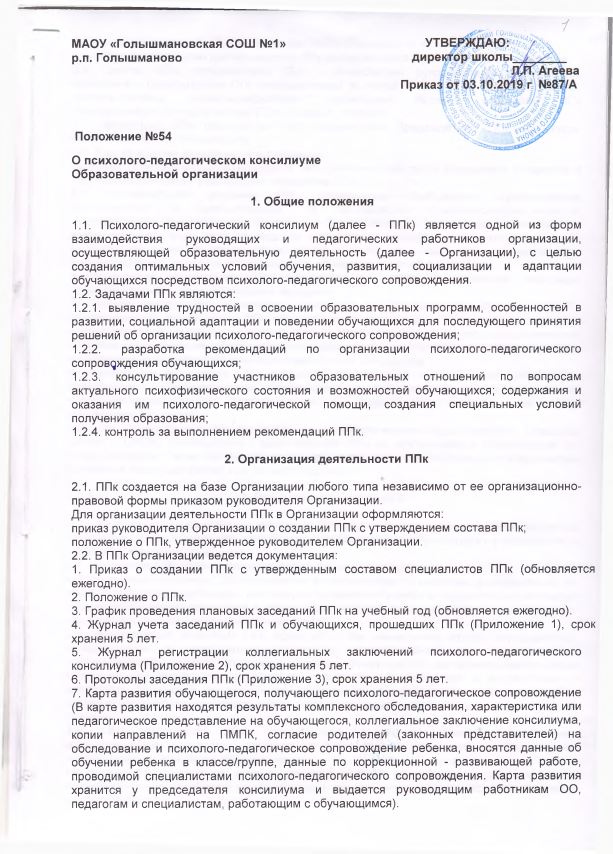 1
МАОУ «Голышмановская СОШ №1» УТВЕРЖДАЮ:
р.п. Голышманово директор школы________
Л.П. Агеева
Приказ от 03.10.2019 г №87/А
Положение №54
О психолого-педагогическом консилиуме
Образовательной организации
1. Общие положения
1.1. Психолого-педагогический консилиум (далее - ППк) является одной из форм
взаимодействия руководящих и педагогических работников организации,
осуществляющей образовательную деятельность (далее - Организации), с целью
создания оптимальных условий обучения, развития, социализации и адаптации
обучающихся посредством психолого-педагогического сопровождения.
1.2. Задачами ППк являются:
1.2.1. выявление трудностей в освоении образовательных программ, особенностей в
развитии, социальной адаптации и поведении обучающихся для последующего принятия
решений об организации психолого-педагогического сопровождения;
1.2.2. разработка рекомендаций по организации психолого-педагогического
сопровождения обучающихся;
1.2.3. консультирование участников образовательных отношений по вопросам
актуального психофизического состояния и возможностей обучающихся; содержания и
оказания им психолого-педагогической помощи, создания специальных условий
получения образования;
1.2.4. контроль за выполнением рекомендаций ППк.
2. Организация деятельности ППк
2.1. ППк создается на базе Организации любого типа независимо от ее организационно-
правовой формы приказом руководителя Организации.
Для организации деятельности ППк в Организации оформляются:
приказ руководителя Организации о создании ППк с утверждением состава ППк;
положение о ППк, утвержденное руководителем Организации.
2.2. В ППк Организации ведется документация:
1. Приказ о создании ППк с утвержденным составом специалистов ППк (обновляется
ежегодно).
2. Положение о ППк.
3. График проведения плановых заседаний ППк на учебный год (обновляется ежегодно).
4. Журнал учета заседаний ППк и обучающихся, прошедших ППк (Приложение 1), срок
хранения 5 лет.
5. Журнал регистрации коллегиальных заключений психолого-педагогического
консилиума (Приложение 2), срок хранения 5 лет.
6. Протоколы заседания ППк (Приложение 3), срок хранения 5 лет.
7. Карта развития обучающегося, получающего психолого-педагогическое сопровождение
(В карте развития находятся результаты комплексного обследования, характеристика или
педагогическое представление на обучающегося, коллегиальное заключение консилиума,
копии направлений на ПМПК, согласие родителей (законных представителей) на
обследование и психолого-педагогическое сопровождение ребенка, вносятся данные об
обучении ребенка в классе/группе, данные по коррекционной - развивающей работе,
проводимой специалистами психолого-педагогического сопровождения. Карта развития
хранится у председателя консилиума и выдается руководящим работникам ОО,
педагогам и специалистам, работающим с обучающимся).